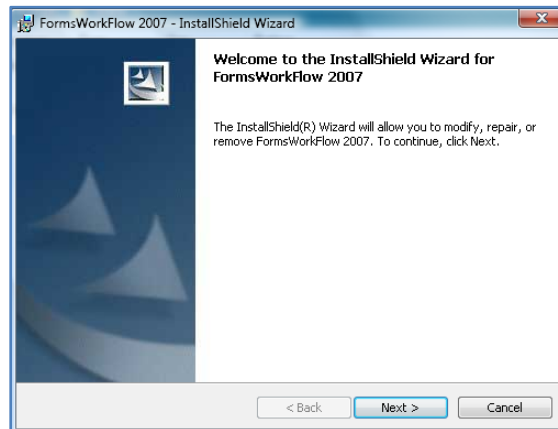 FormsWorkFlow 2007 - InstallShield Wizard
Welcome to the InstallShield Wizard for
FormsWorkFlow 2007
The InstallShield(R) Wizard will allow you to modify, repair, or
remove FormsWorkFlow 2007. To continue, click Next.
< Back Next > Cancel